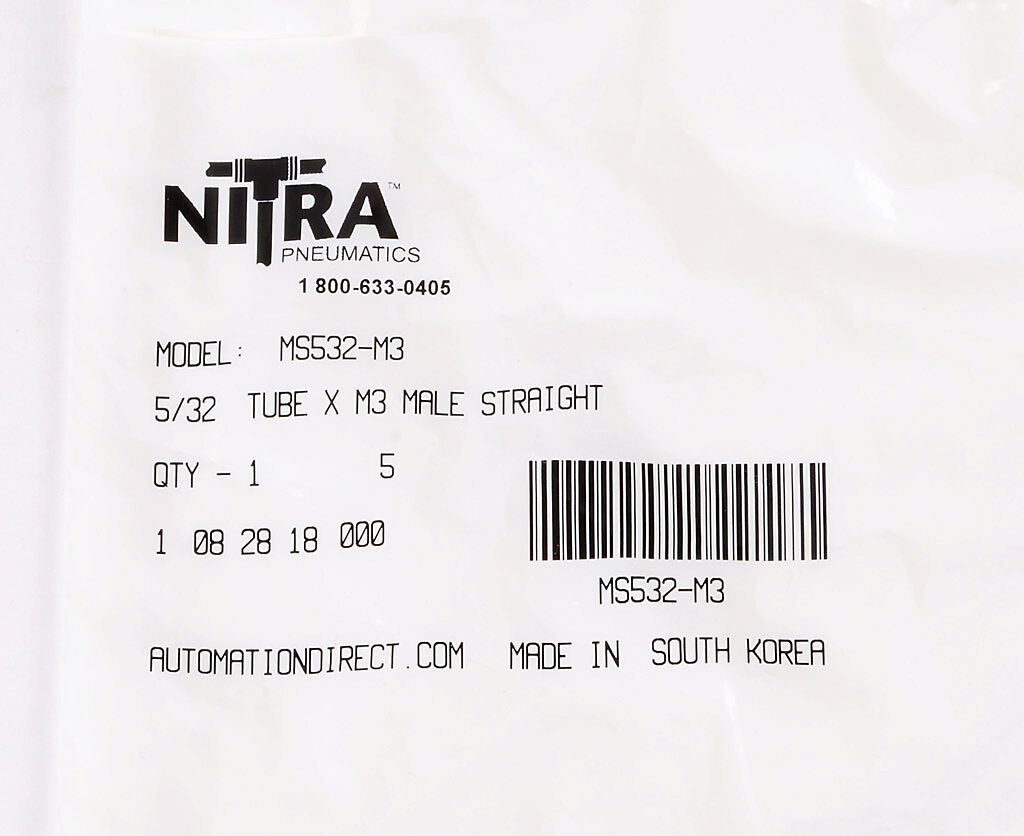 NITRA™
PNEUMATICS
1 800-633-0405
MODEL: MS532-M3
5/32 TUBE X M3 MALE STRAIGHT
QTY - 1 5
1 08 28 18 000
MS532-M3
AUTOMATIONDIRECT.COM MADE IN SOUTH KOREA